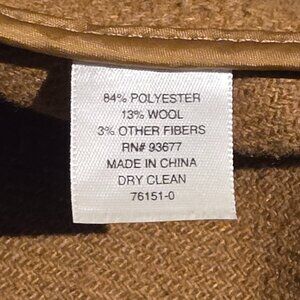 84% POLYESTER
13% WOOL
3% OTHER FIBERS
RN# 93677
MADE IN CHINA
DRY CLEAN
76151-0